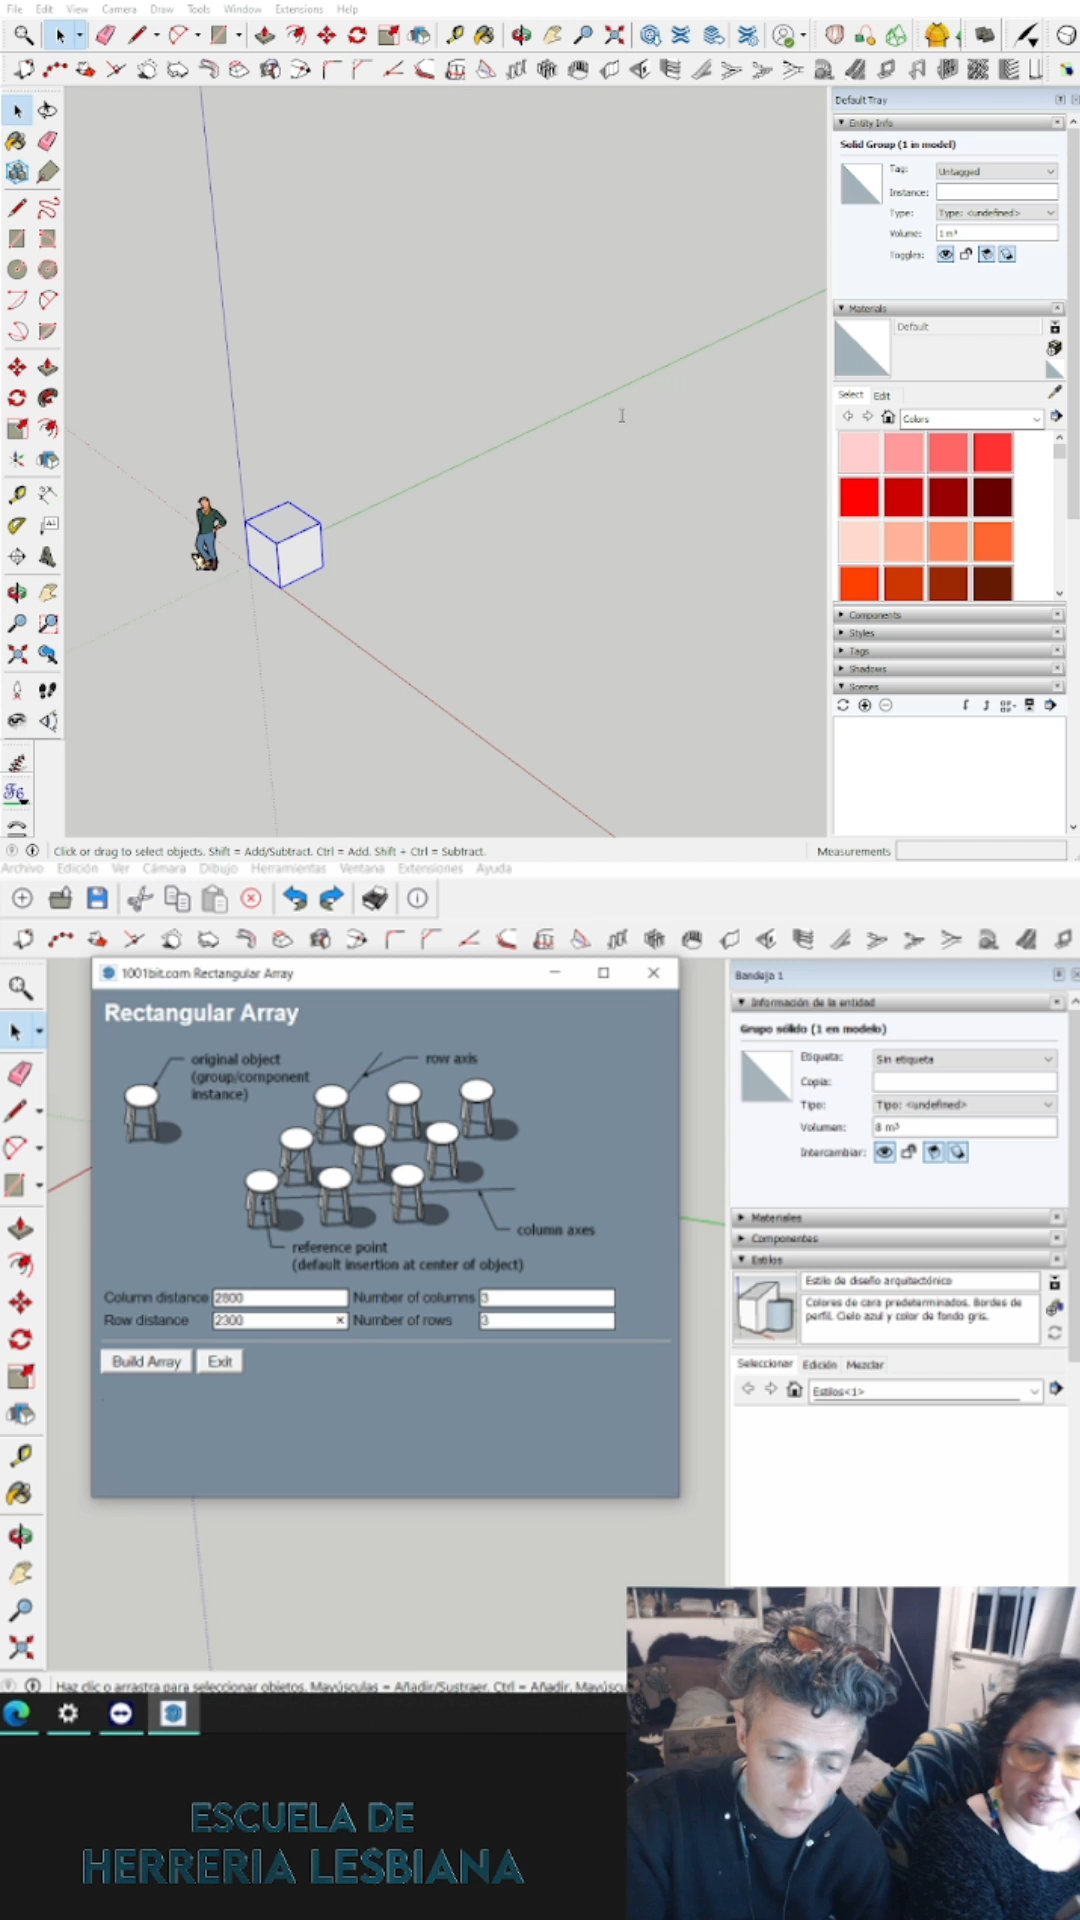 File Edit View Camera Draw Tools Window Extensions Help
Default Tray
Entity Info
Solid Group (1 in model)
Tag: Untagged
Instance:
Type: Type: <undefined>
Volume: 1 m³
Toggles:
Materials
Default
Select Edit
Colors
Components
Styles
Tags
Shadows
Scenes
Click or drag to select objects. Shift = Add/Subtract. Ctrl = Add. Shift + Ctrl = Subtract.
Measurements
Archivo Edición Ver Cámara Dibujo Herramientas Ventana Extensiones Ayuda
1001bit.com Rectangular Array
Rectangular Array
original object
(group/component
instance)
row axis
column axes
reference point
(default insertion at center of object)
Column distance 2800 Number of columns 3
Row distance 2300 Number of rows 3
Build Array Exit
Bandeja 1
Información de la entidad
Grupo sólido (1 en modelo)
Etiqueta: Sin etiqueta
Copia:
Tipo: Tipo: <undefined>
Volumen: 8 m³
Intercambiar:
Materiales
Componentes
Estilos
Estilo de diseño arquitectónico
Colores de cara predeterminados. Bordes de
perfil. Cielo azul y color de fondo gris.
Seleccionar Edición Mezclar
Estilos<1>
Haz clic o arrastra para seleccionar objetos. Mayúsculas = Añadir/Sustraer. Ctrl = Añadir. Mayúscu
ESCUELA DE
HERRERIA LESBIANA